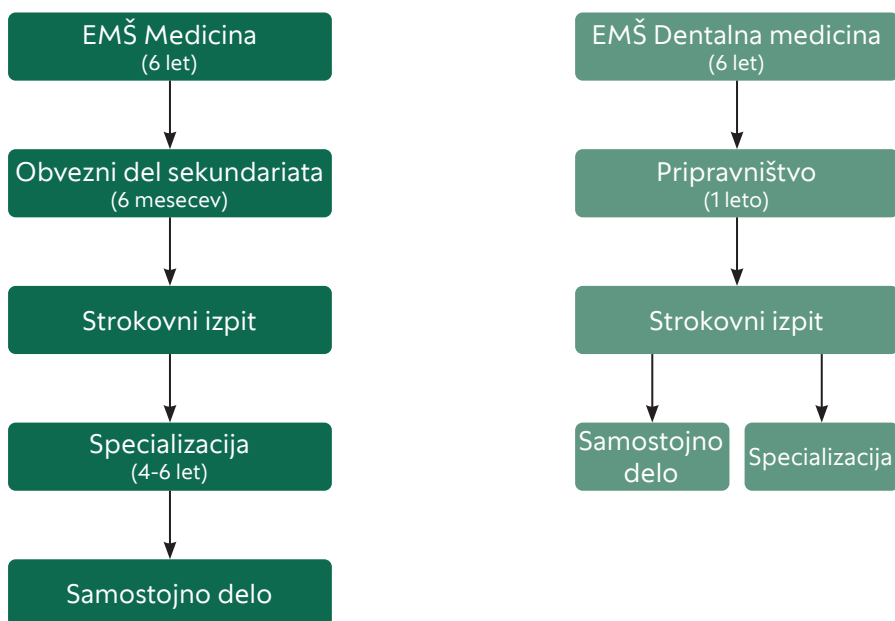 EMŠ Medicina
(6 let)
Obvezni del sekundariata
(6 mesecev)
Strokovni izpit
Specializacija
(4-6 let)
Samostojno delo
EMŠ Dentalna medicina
(6 let)
Pripravništvo
(1 leto)
Strokovni izpit
Samostojno
delo
Specializacija